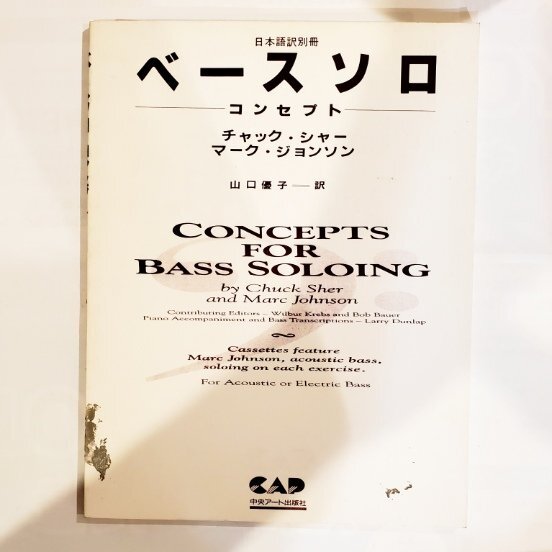 日本語訳別冊
ベースソロ
コンセプト
チャック・シャー
マーク・ジョンソン
山口優子──訳
CONCEPTS
FOR
BASS SOLOING
by Chuck Sher
and Marc Johnson
Contributing Editors – Wilbur Krebs and Bob Bauer
Piano Accompaniment and Bass Transcriptions – Larry Dunlap
Cassettes feature
Marc Johnson, acoustic bass,
soloing on each exercise.
For Acoustic or Electric Bass
CAP
中央アート出版社